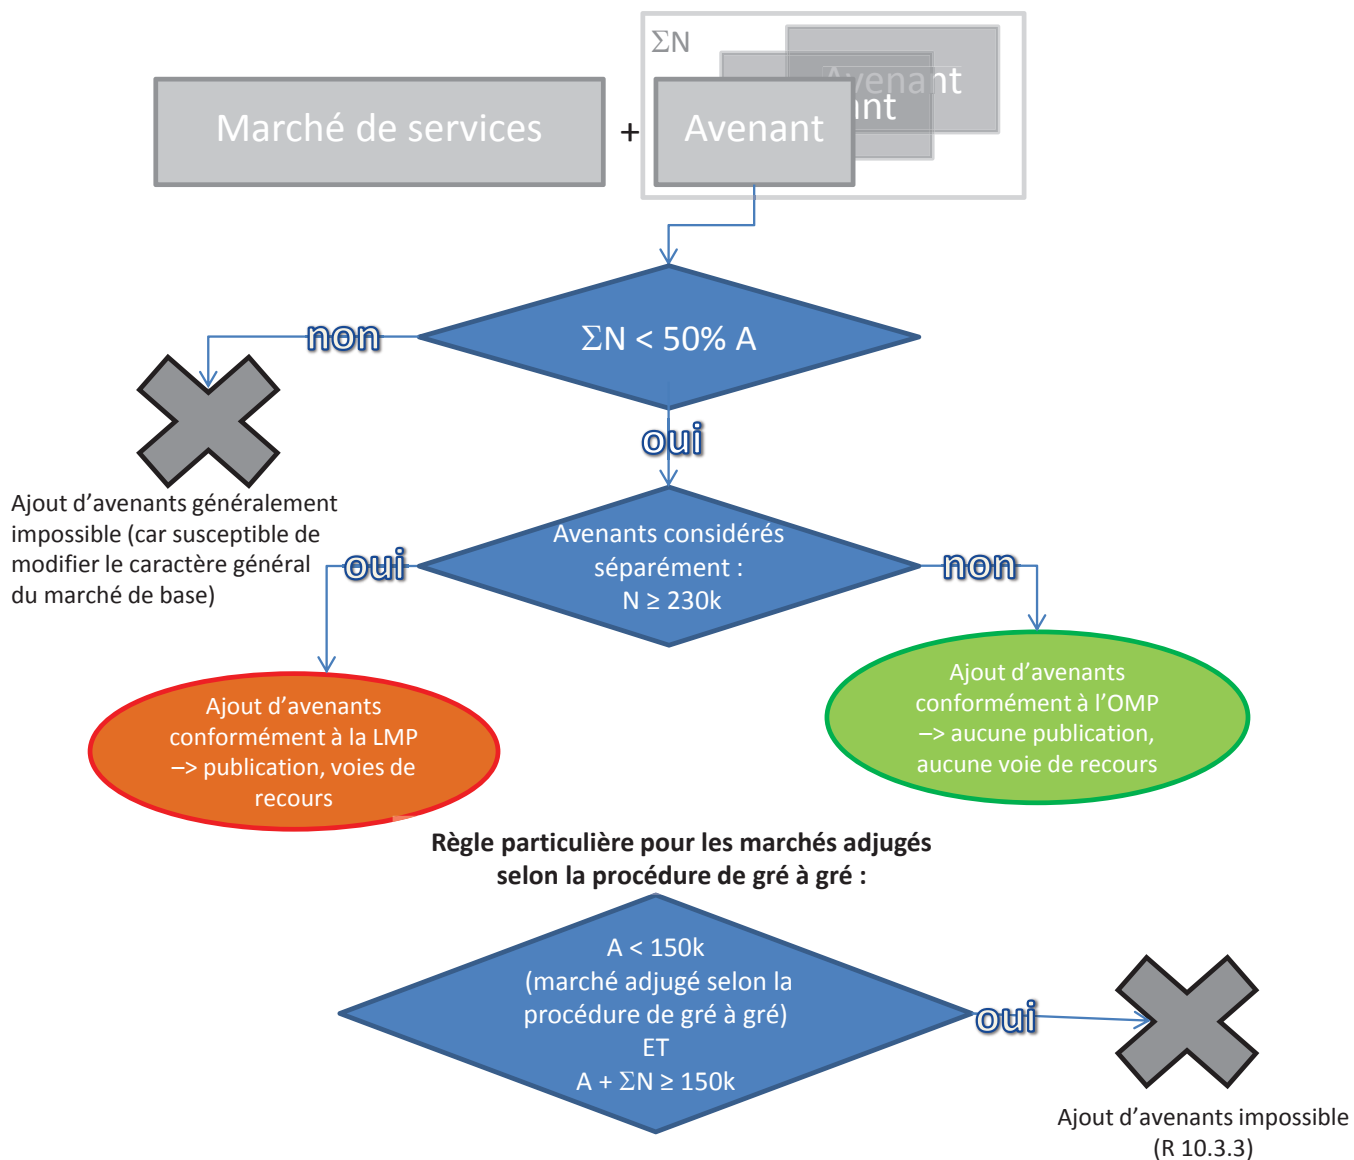 ΣN
Avenant
nant
Marché de services
+
Avenant
ΣN < 50% A
non
oui
Ajout d’avenants généralement
impossible (car susceptible de
modifier le caractère général
du marché de base)
Avenants considérés
séparément :
N ≥ 230k
oui
non
Ajout d’avenants
conformément à la LMP
–> publication, voies de
recours
Ajout d’avenants
conformément à l’OMP
–> aucune publication,
aucune voie de recours
Règle particulière pour les marchés adjugés
selon la procédure de gré à gré :
A < 150k
(marché adjugé selon la
procédure de gré à gré)
ET
A + ΣN ≥ 150k
oui
Ajout d’avenants impossible
(R 10.3.3)